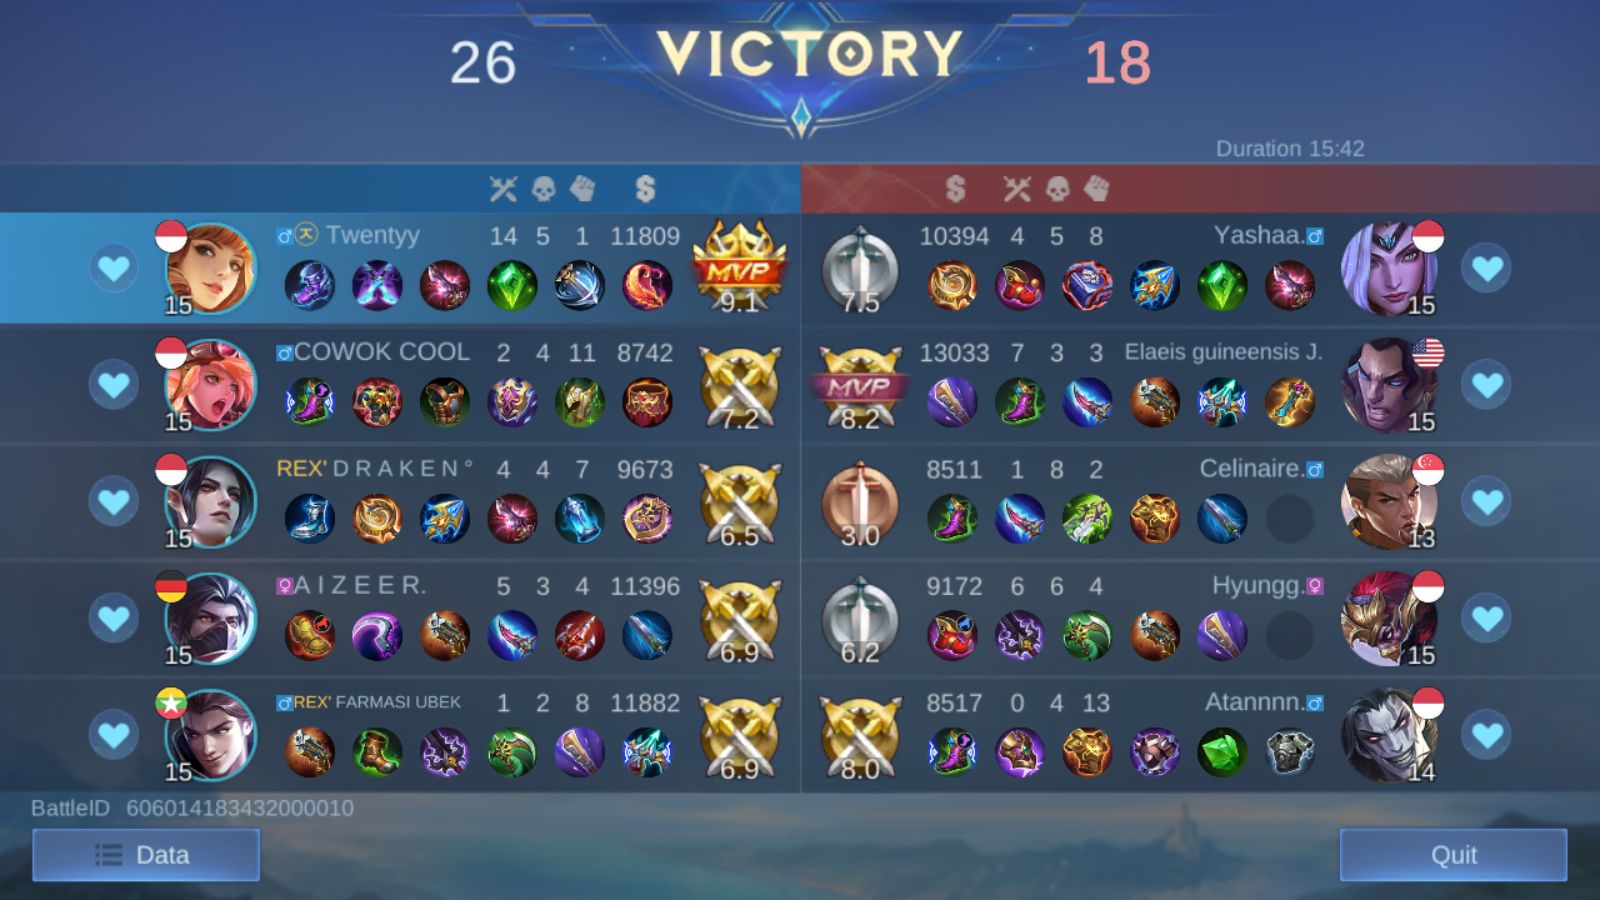 26 VICTORY 18
Duration 15:42
Twentyy 14 5 1 11809 MVP 9.1 15
7.5 10394 4 5 8 Yashaa. 15
COWOK COOL 2 4 11 8742 7.2 15
MVP 8.2 13033 7 3 3 Elaeis guineensis J. 15
REX' D R A K E N ° 4 4 7 9673 6.5 15
3.0 8511 1 8 2 Celinaire. 13
A I Z E E R. 5 3 4 11396 6.9 15
6.2 9172 6 6 4 Hyungg. 15
REX' FARMASI UBEK 1 2 8 11882 6.9 15
8.0 8517 0 4 13 Atannnn. 14
BattleID 606014183432000010
Data
Quit